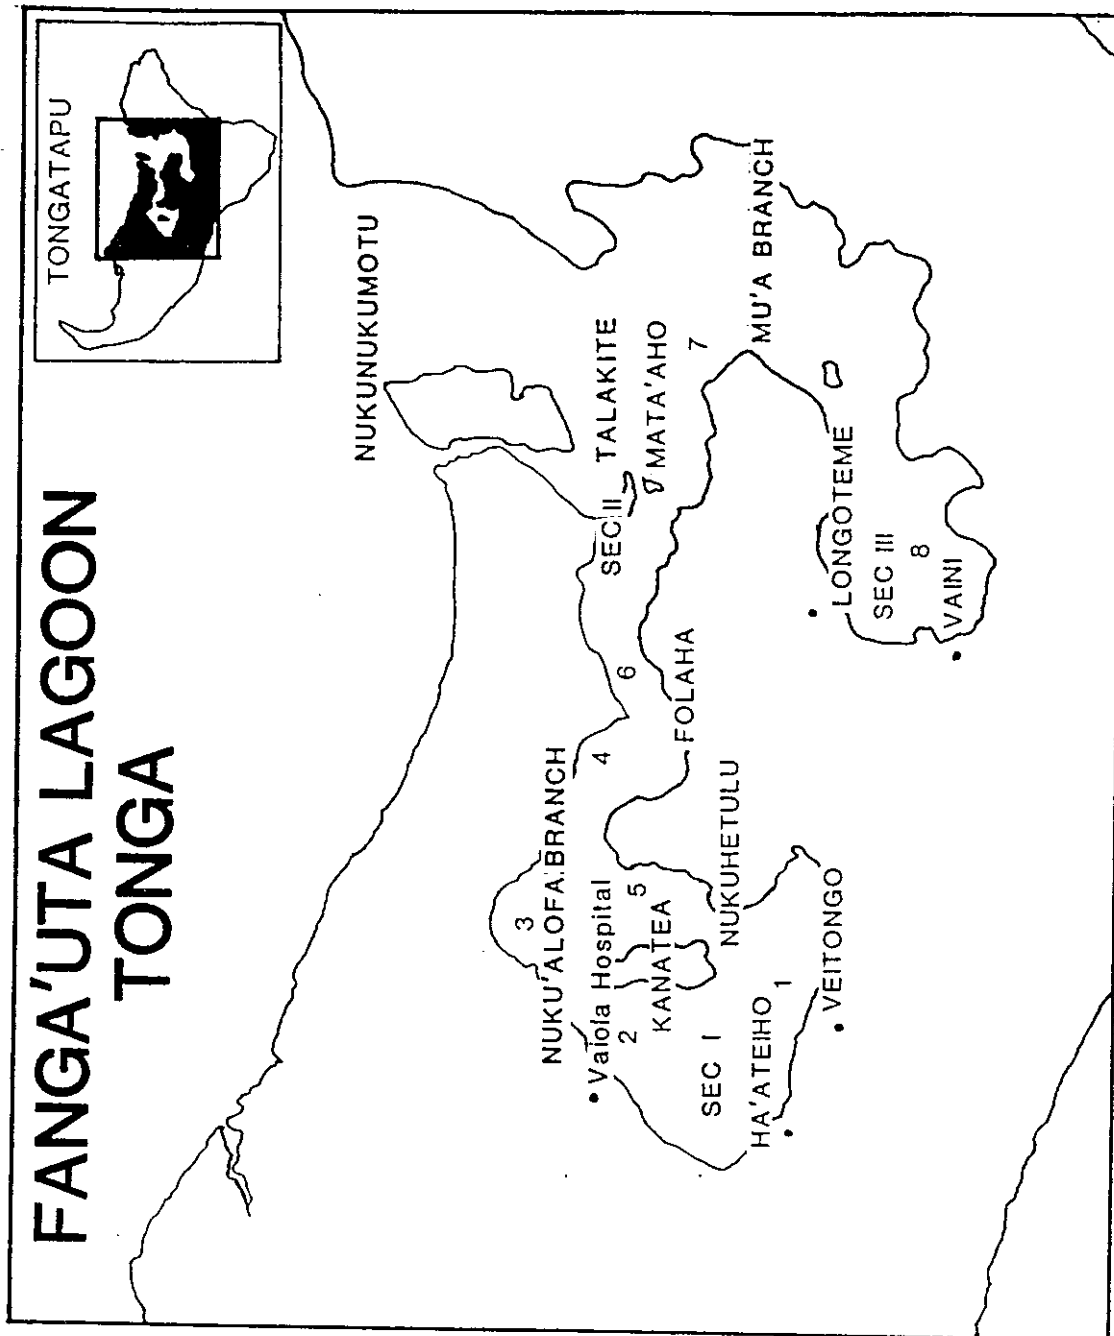 FANGA'UTA LAGOON
TONGA
TONGATAPU
NUKUNUKUMOTU
NUKU'ALOFA BRANCH
3
Vaiola Hospital
2
KANATEA
5
4
6
SEC II
TALAKITE
MATA'AHO
7
MU'A BRANCH
FOLAHA
SEC I
NUKUHETULU
HA'ATEIHO
1
VEITONGO
LONGOTEME
SEC III
8
VAINI